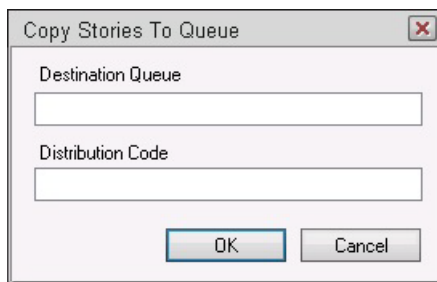 Copy Stories To Queue
Destination Queue
Distribution Code
OK Cancel